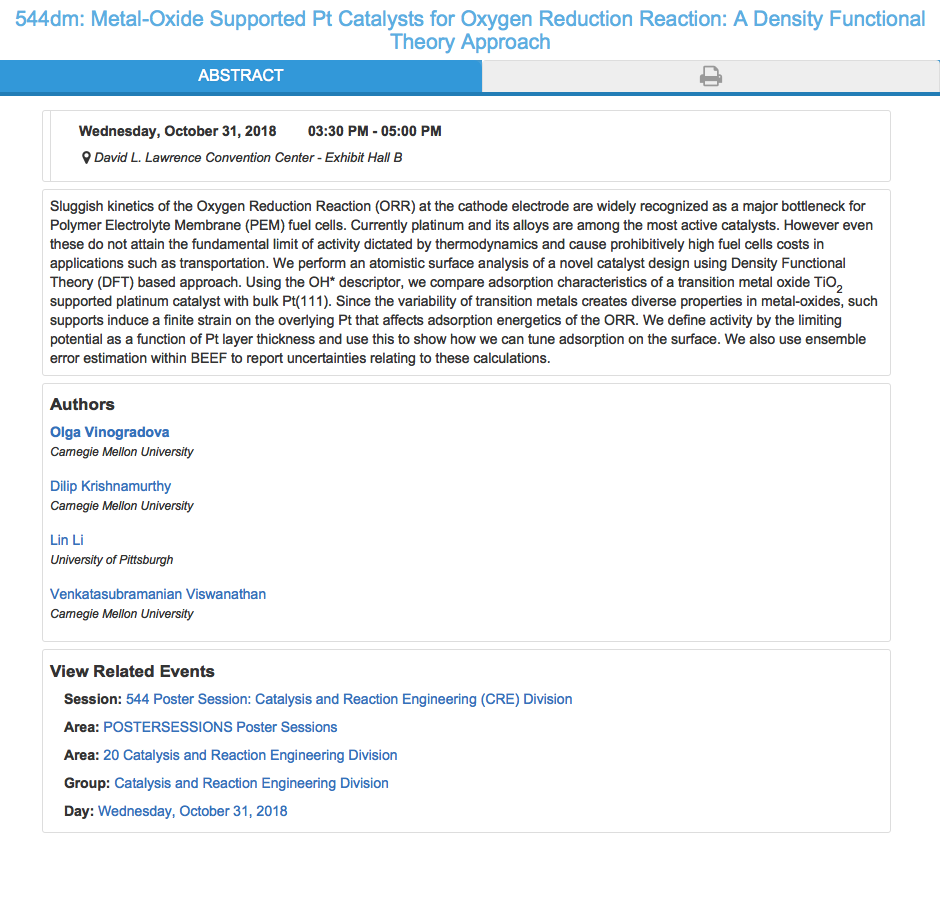 544dm: Metal-Oxide Supported Pt Catalysts for Oxygen Reduction Reaction: A Density Functional
Theory Approach
ABSTRACT
Wednesday, October 31, 2018 03:30 PM - 05:00 PM
David L. Lawrence Convention Center - Exhibit Hall B
Sluggish kinetics of the Oxygen Reduction Reaction (ORR) at the cathode electrode are widely recognized as a major bottleneck for
Polymer Electrolyte Membrane (PEM) fuel cells. Currently platinum and its alloys are among the most active catalysts. However even
these do not attain the fundamental limit of activity dictated by thermodynamics and cause prohibitively high fuel cells costs in
applications such as transportation. We perform an atomistic surface analysis of a novel catalyst design using Density Functional
Theory (DFT) based approach. Using the OH* descriptor, we compare adsorption characteristics of a transition metal oxide TiO2
supported platinum catalyst with bulk Pt(111). Since the variability of transition metals creates diverse properties in metal-oxides, such
supports induce a finite strain on the overlying Pt that affects adsorption energetics of the ORR. We define activity by the limiting
potential as a function of Pt layer thickness and use this to show how we can tune adsorption on the surface. We also use ensemble
error estimation within BEEF to report uncertainties relating to these calculations.
Authors
Olga Vinogradova
Carnegie Mellon University
Dilip Krishnamurthy
Carnegie Mellon University
Lin Li
University of Pittsburgh
Venkatasubramanian Viswanathan
Carnegie Mellon University
View Related Events
Session: 544 Poster Session: Catalysis and Reaction Engineering (CRE) Division
Area: POSTERSESSIONS Poster Sessions
Area: 20 Catalysis and Reaction Engineering Division
Group: Catalysis and Reaction Engineering Division
Day: Wednesday, October 31, 2018